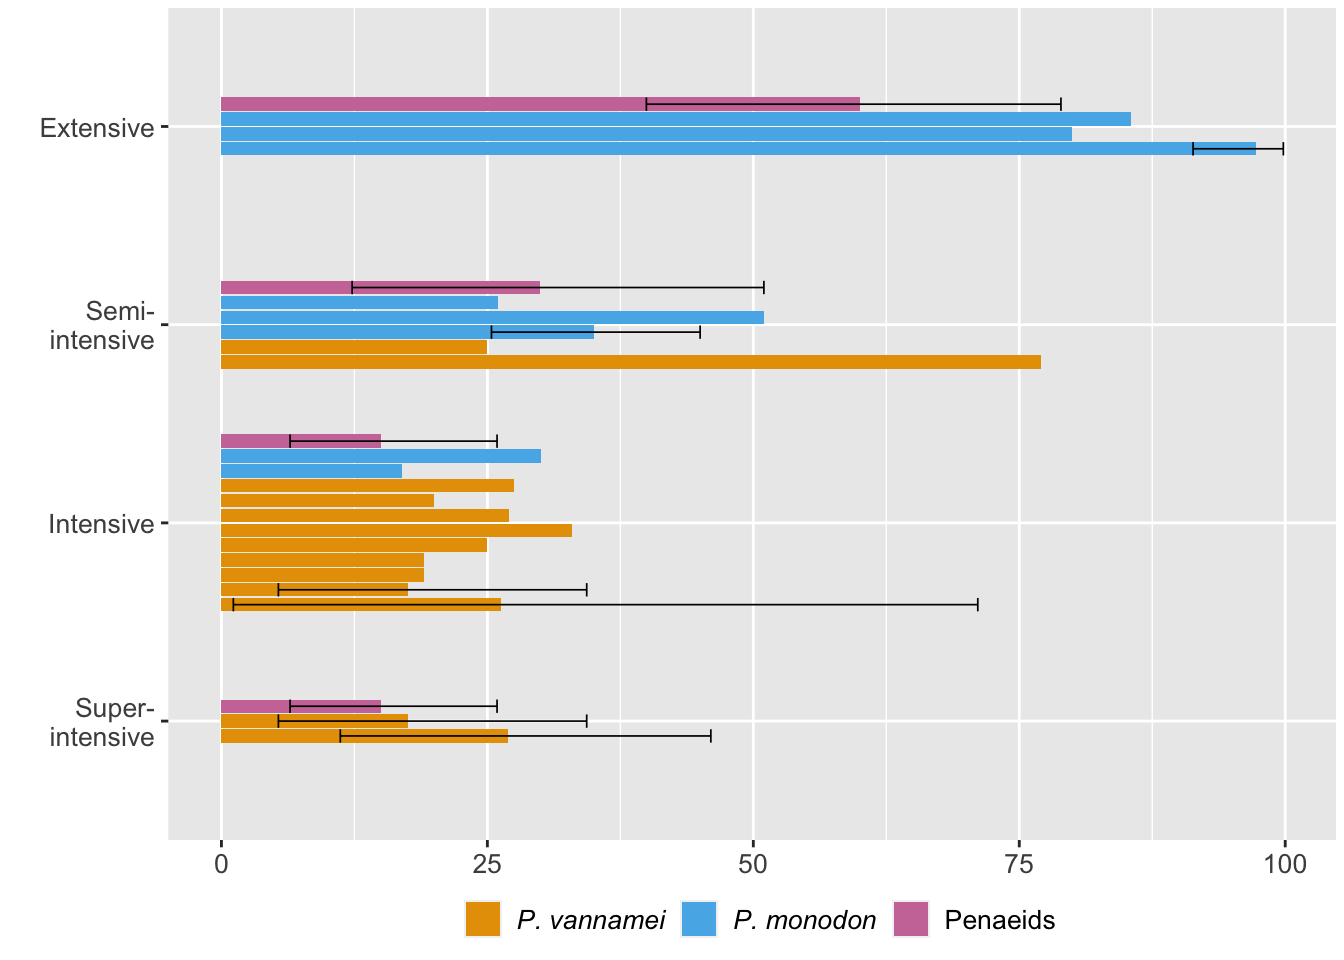 Extensive
Semi-
intensive
Intensive
Super-
intensive
0 25 50 75 100
P. vannamei P. monodon Penaeids